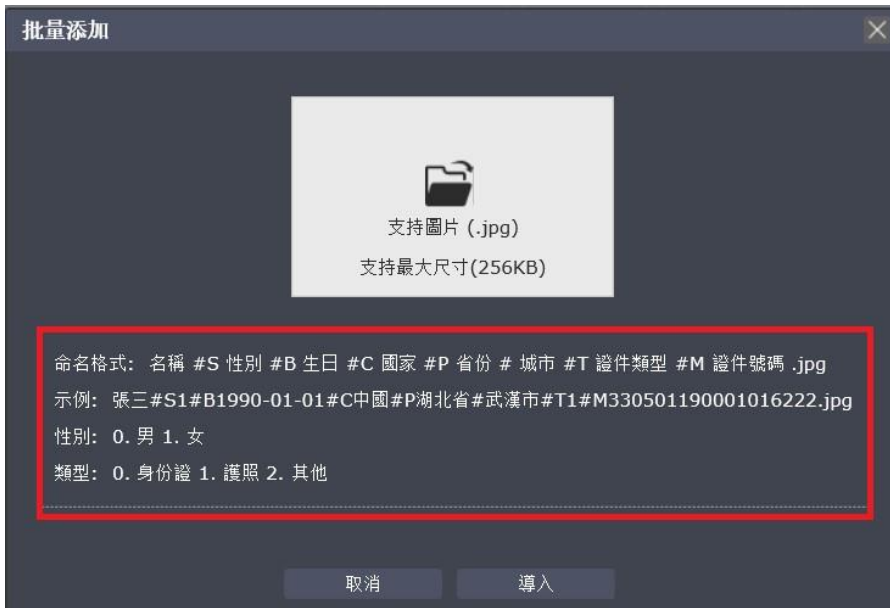 批量添加
支持圖片 (.jpg)
支持最大尺寸(256KB)
命名格式: 名稱 #S 性別 #B 生日 #C 國家 #P 省份 # 城市 #T 證件類型 #M 證件號碼 .jpg
示例: 張三#S1#B1990-01-01#C中國#P湖北省#武漢市#T1#M330501190001016222.jpg
性別: 0. 男 1. 女
類型: 0. 身份證 1. 護照 2. 其他
取消 導入